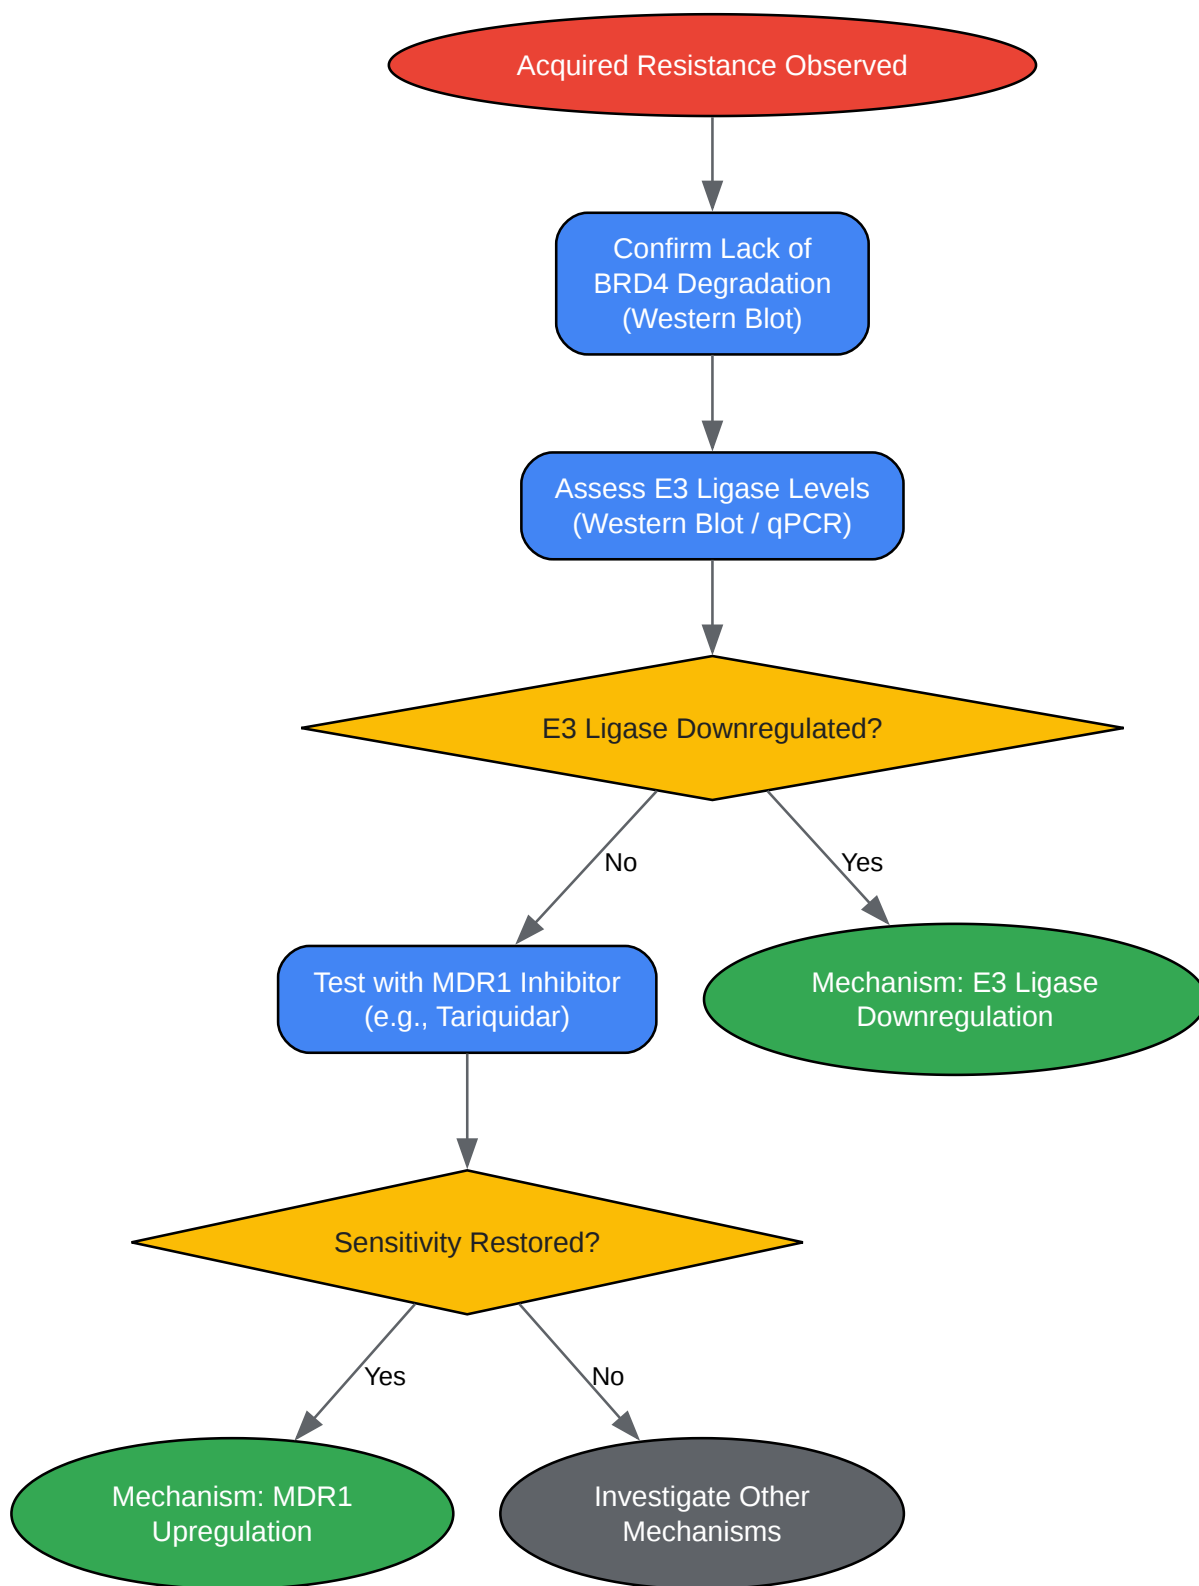 Acquired Resistance Observed
Confirm Lack of
BRD4 Degradation
(Western Blot)
Assess E3 Ligase Levels
(Western Blot / qPCR)
E3 Ligase Downregulated?
No
Yes
Test with MDR1 Inhibitor
(e.g., Tariquidar)
Mechanism: E3 Ligase
Downregulation
Sensitivity Restored?
Yes
No
Mechanism: MDR1
Upregulation
Investigate Other
Mechanisms